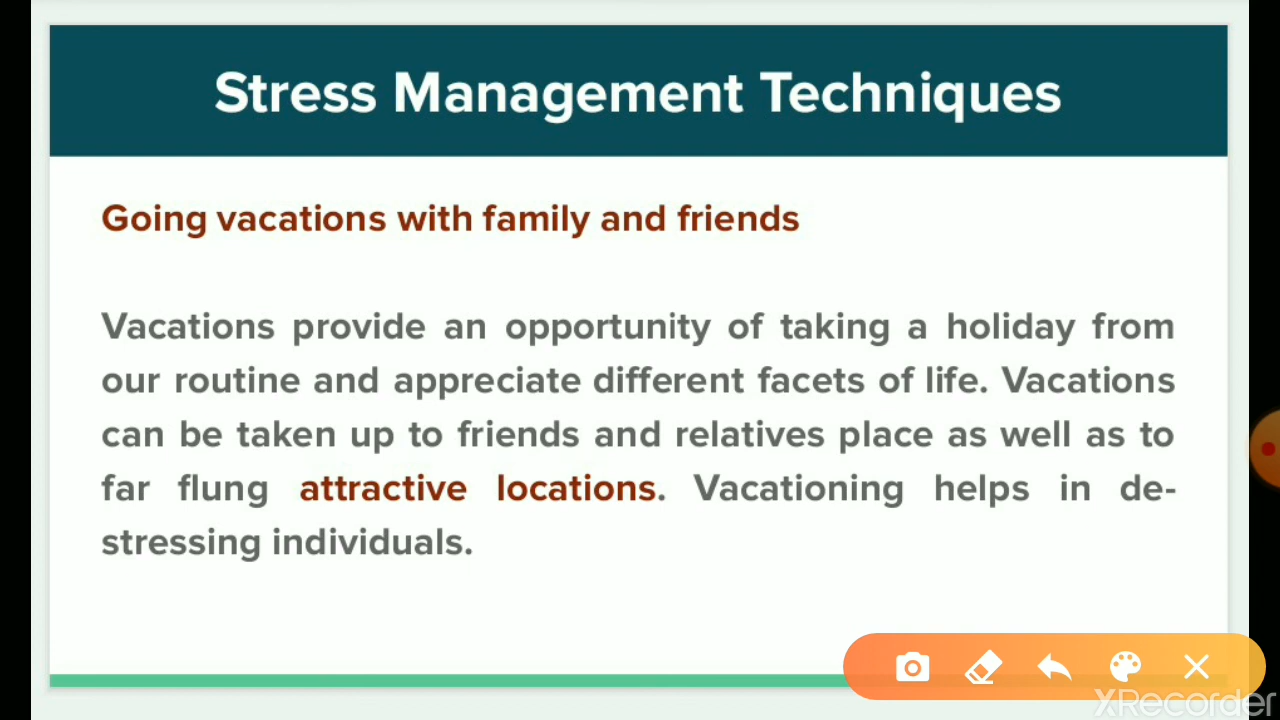 Stress Management Techniques
Going vacations with family and friends
Vacations provide an opportunity of taking a holiday from
our routine and appreciate different facets of life. Vacations
can be taken up to friends and relatives place as well as to
far flung attractive locations. Vacationing helps in de-
stressing individuals.
XRecorder